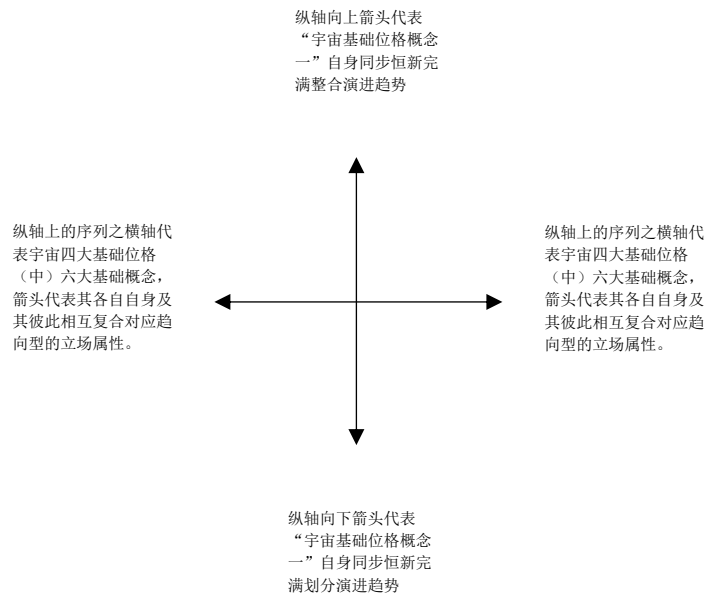 纵轴向上箭头代表
“宇宙基础位格概念
一”自身同步恒新完
满整合演进趋势
纵轴上的序列之横轴代
表宇宙四大基础位格
（中）六大基础概念，
箭头代表其各自自身及
其彼此相互复合对应趋
向型的立场属性。
纵轴上的序列之横轴代
表宇宙四大基础位格
（中）六大基础概念，
箭头代表其各自自身及
其彼此相互复合对应趋
向型的立场属性。
纵轴向下箭头代表
“宇宙基础位格概念
一”自身同步恒新完
满划分演进趋势